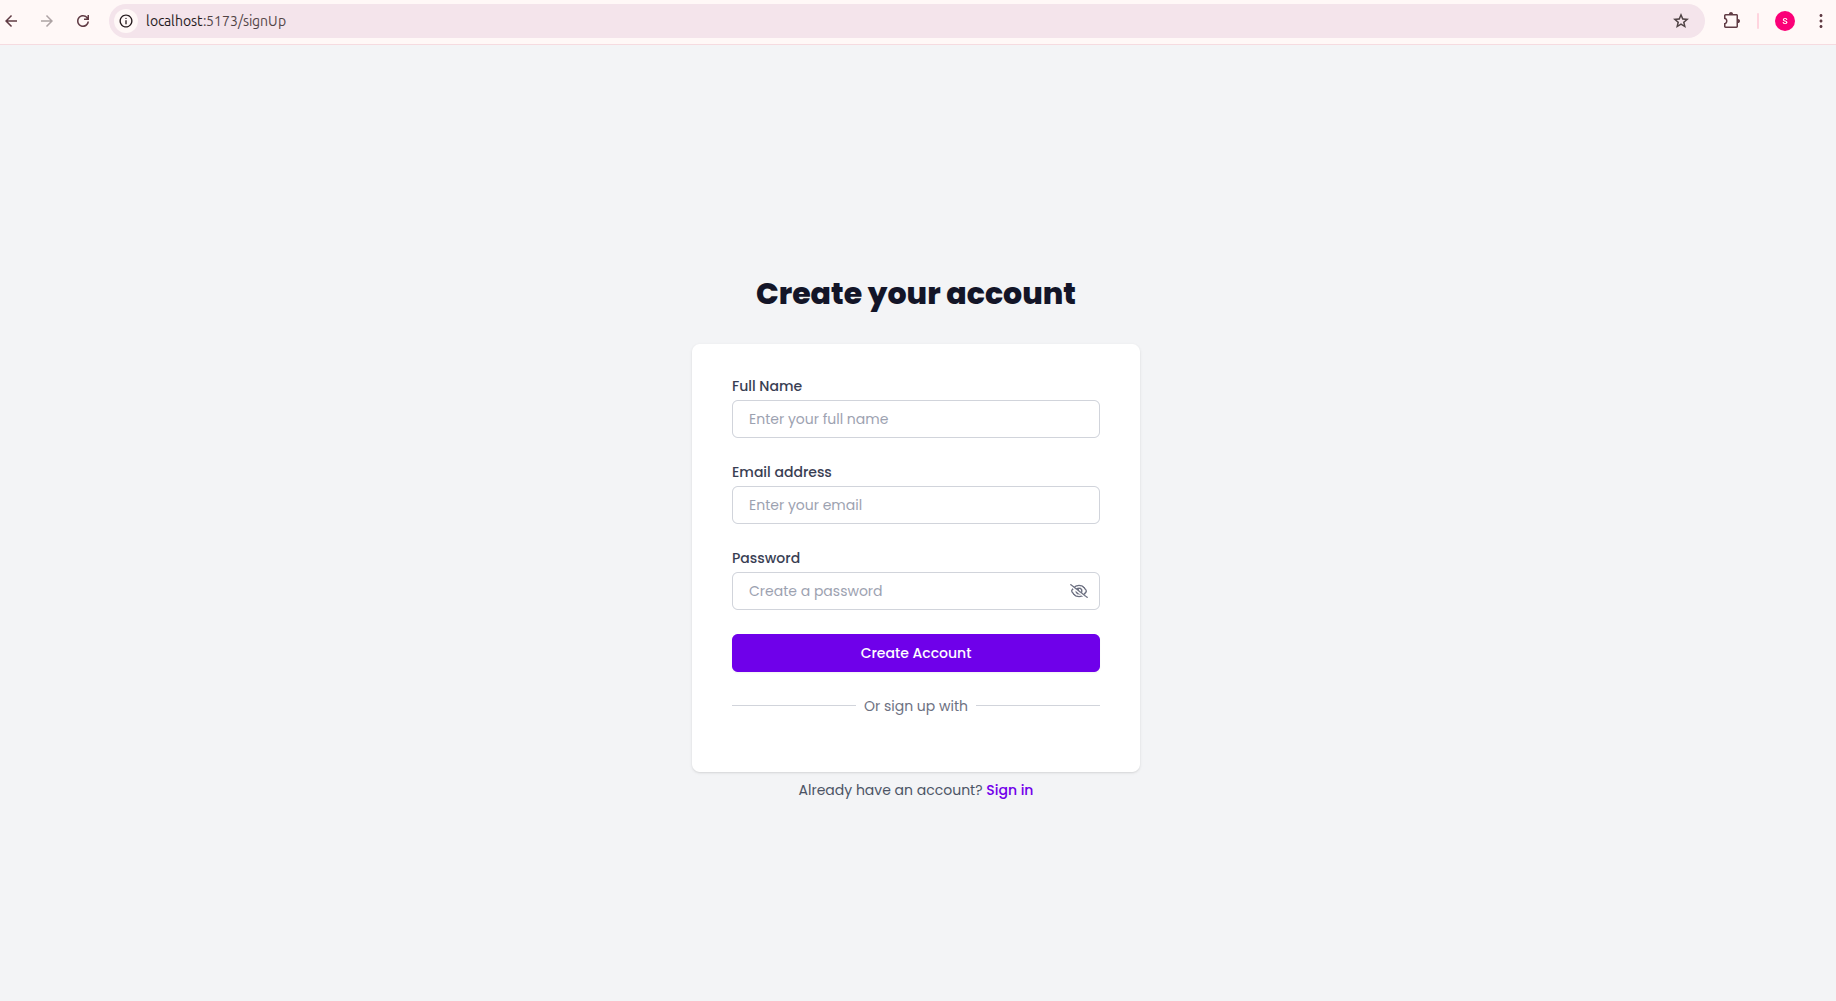 localhost:5173/signUp
S
Create your account
Full Name
Enter your full name
Email address
Enter your email
Password
Create a password
Create Account
Or sign up with
Already have an account? Sign in